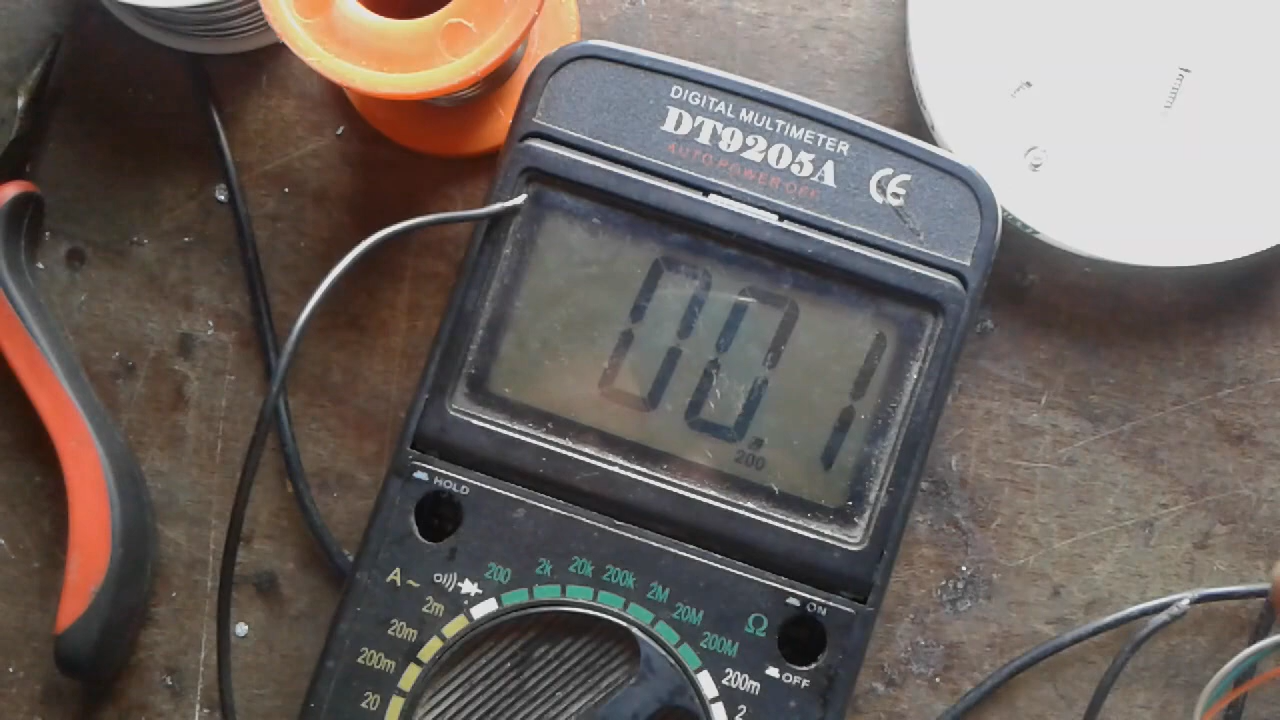 DIGITAL MULTIMETER
DT9205A
AUTO POWER OFF
CE
00.1
200
HOLD
ON
OFF
A~
200
2k
20k
200k
2M
20M
200M
Ω
2m
20m
200m
20
200m
2